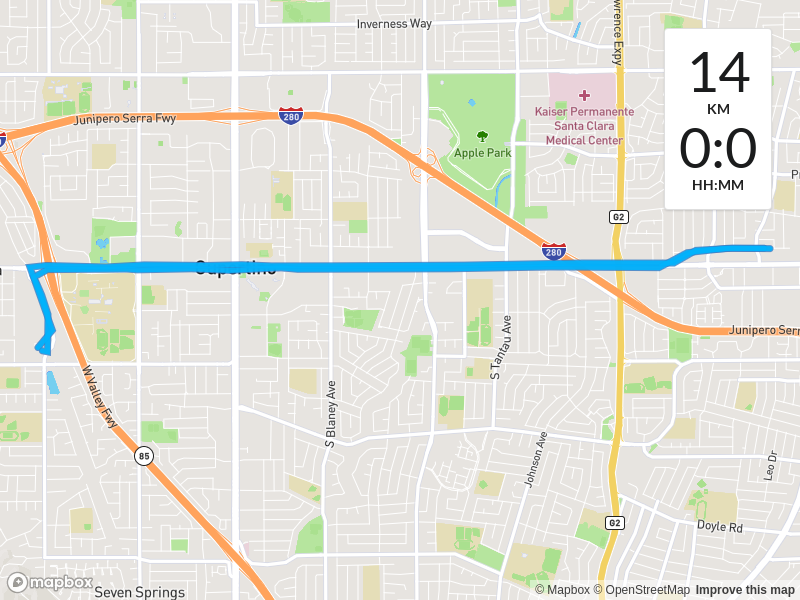 Inverness Way
Lawrence Expy
14
KM
0:0
HH:MM
Kaiser Permanente
Santa Clara
Medical Center
Junipero Serra Fwy
280
Apple Park
G2
280
Junipero Serra
W Valley Fwy
S Blaney Ave
S Tantau Ave
85
Johnson Ave
Leo Dr
G2
Doyle Rd
mapbox
Seven Springs
© Mapbox © OpenStreetMap Improve this map